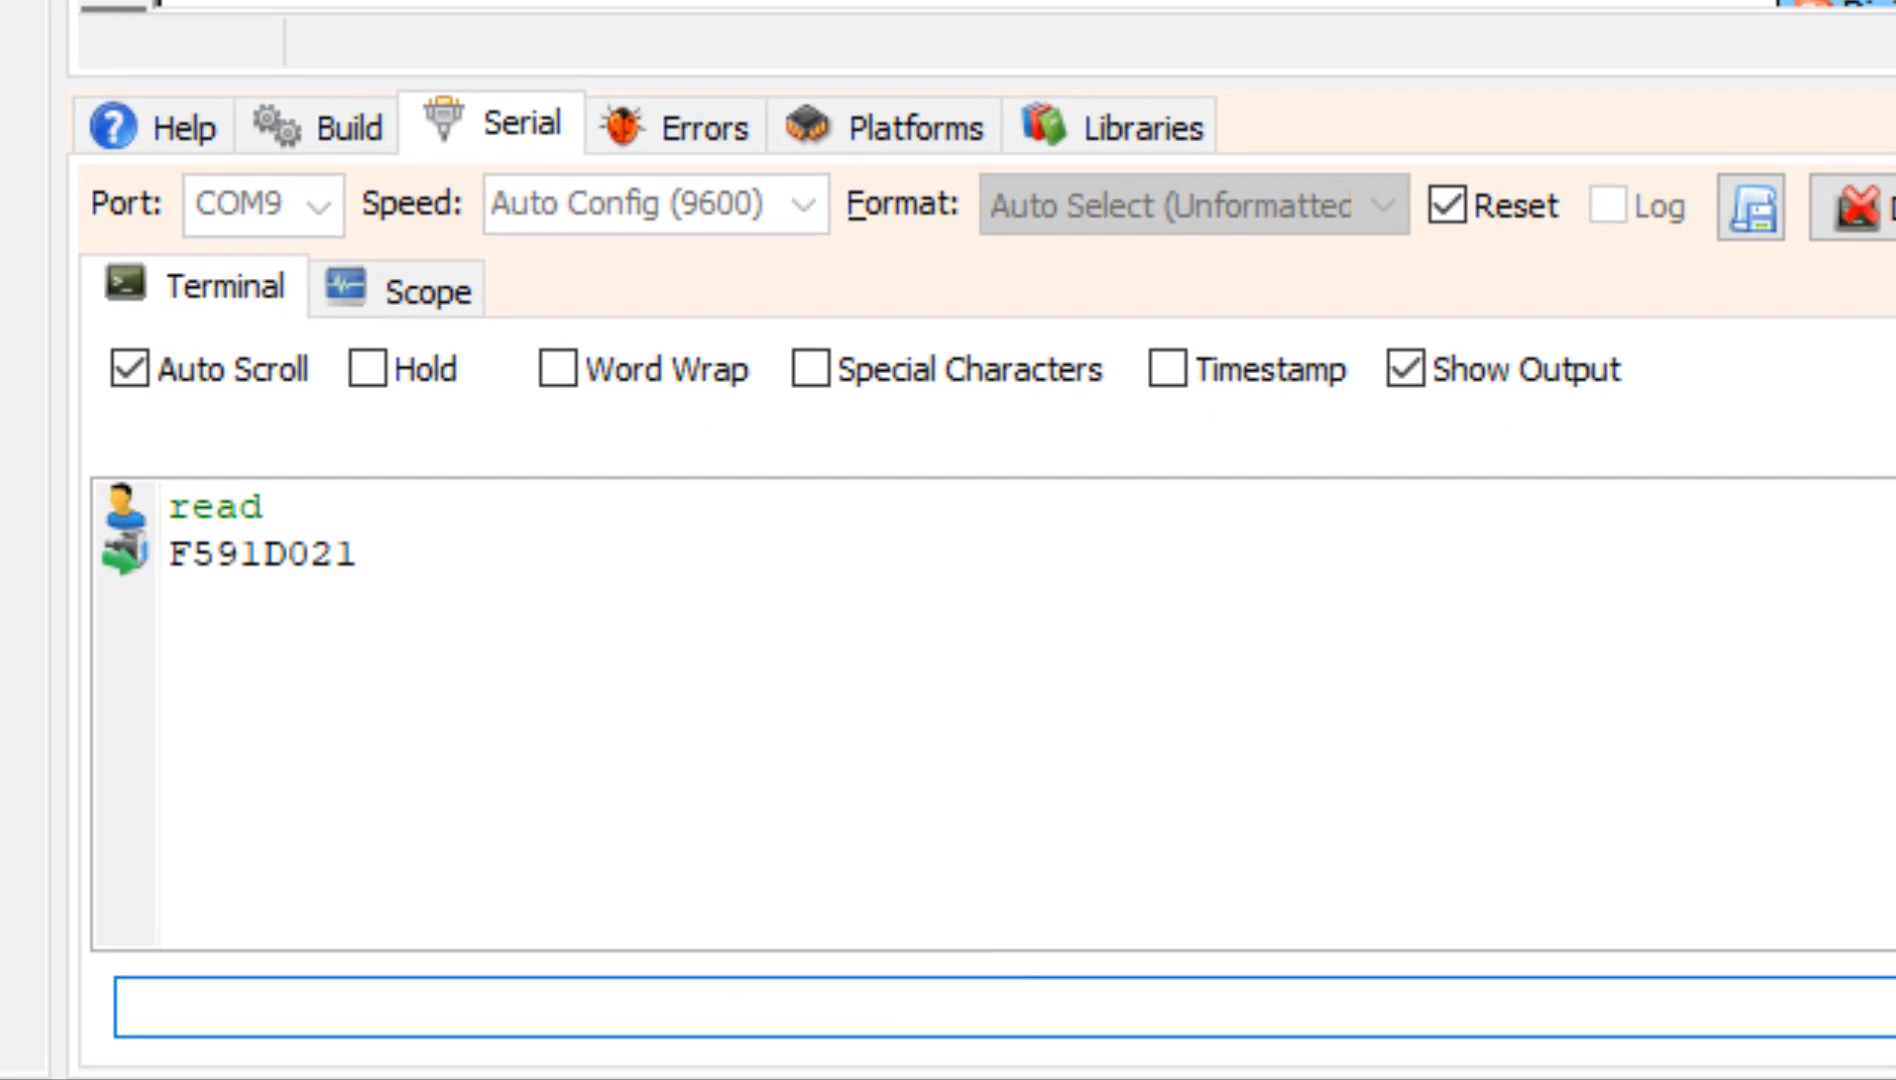 Help Build Serial Errors Platforms Libraries
Port: COM9 Speed: Auto Config (9600) Format: Auto Select (Unformatted Reset Log
Terminal Scope
Auto Scroll Hold Word Wrap Special Characters Timestamp Show Output
read
F591D021